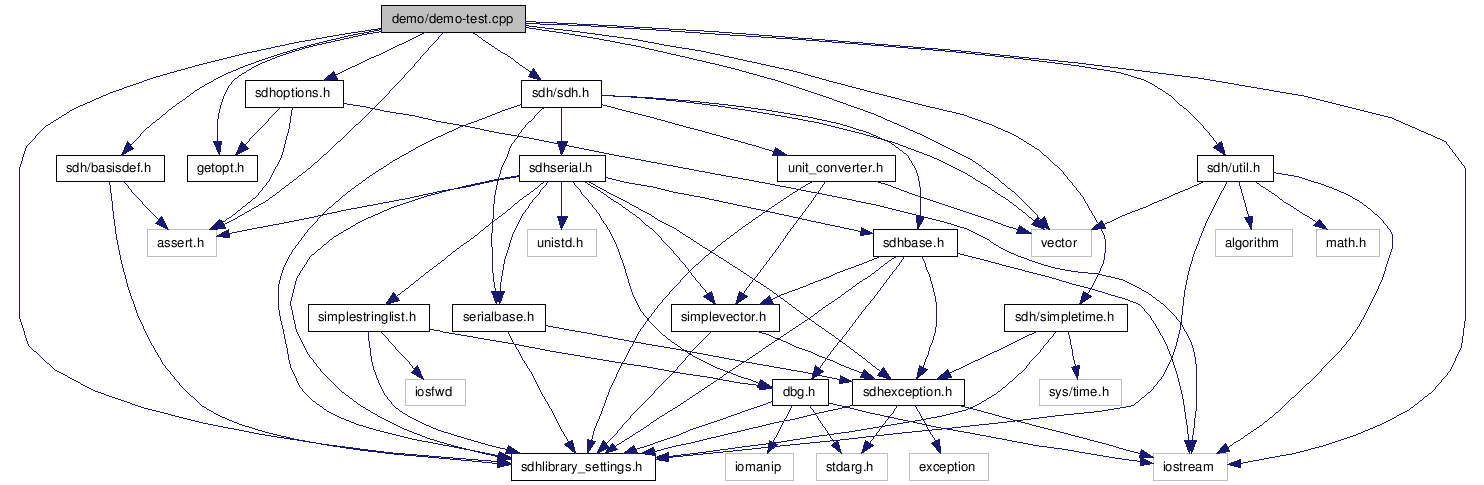 demo/demo-test.cpp
sdhoptions.h
sdh/sdh.h
sdh/basisdef.h
getopt.h
sdhserial.h
unit_converter.h
sdh/util.h
assert.h
unistd.h
sdhbase.h
vector
algorithm
math.h
simplestringlist.h
serialbase.h
simplevector.h
sdh/simpletime.h
iosfwd
dbg.h
sdhexception.h
sys/time.h
sdhlibrary_settings.h
iomanip
stdarg.h
exception
iostream